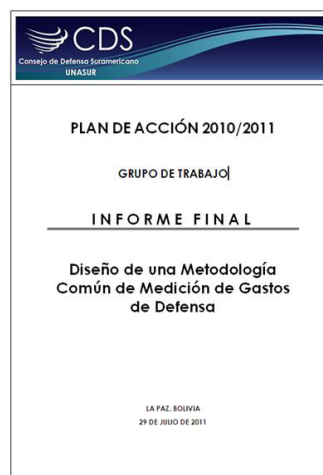 CDS
Consejo de Defensa Suramericano
UNASUR
PLAN DE ACCIÓN 2010/2011
GRUPO DE TRABAJO
INFORME FINAL
Diseño de una Metodología
Común de Medición de Gastos
de Defensa
LA PAZ, BOLIVIA
29 DE JULIO DE 2011